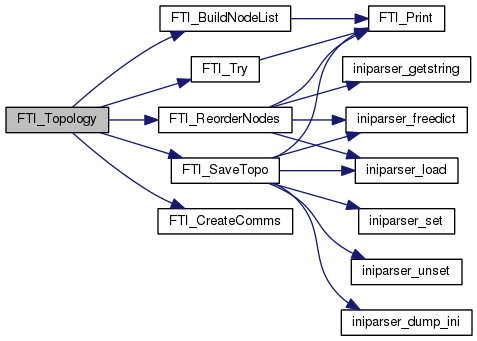 FTI_BuildNodeList
FTI_Print
FTI_Try
iniparser_getstring
FTI_Topology
FTI_ReorderNodes
iniparser_freedict
FTI_SaveTopo
iniparser_load
FTI_CreateComms
iniparser_set
iniparser_unset
iniparser_dump_ini